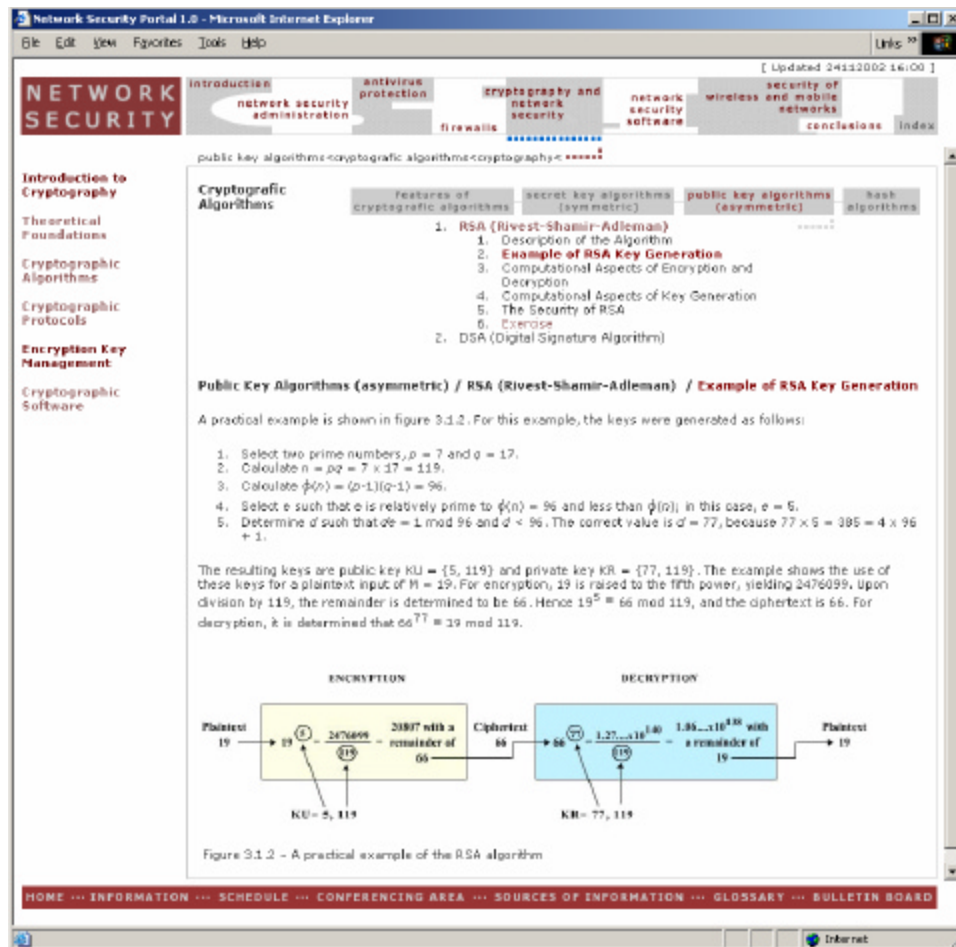 Network Security Portal 1.0 - Microsoft Internet Explorer
File Edit View Favorites Tools Help
Links »
[ Updated 24112002 16:00 ]
NETWORK
SECURITY
introduction
network security
administration
antivirus
protection
firewalls
cryptography and
network
security
network
security
software
security of
wireless and mobile
networks
conclusions
index
public key algorithms<cryptografic algorithms<cryptography<
Introduction to
Cryptography
Theoretical
Foundations
Cryptographic
Algorithms
Cryptographic
Protocols
Encryption Key
Management
Cryptographic
Software
Cryptografic
Algorithms
features of
cryptografic algorithms
secret key algorithms
(symmetric)
public key algorithms
(asymmetric)
hash
algorithms
1. RSA (Rivest-Shamir-Adleman)
1. Description of the Algorithm
2. Example of RSA Key Generation
3. Computational Aspects of Encryption and
Decryption
4. Computational Aspects of Key Generation
5. The Security of RSA
6. Exercise
2. DSA (Digital Signature Algorithm)
Public Key Algorithms (asymmetric) / RSA (Rivest-Shamir-Adleman) / Example of RSA Key Generation
A practical example is shown in figure 3.1.2. For this example, the keys were generated as follows:
1. Select two prime numbers, p = 7 and q = 17.
2. Calculate n = pq = 7 x 17 = 119.
3. Calculate ϕ(n) = (p-1)(q-1) = 96.
4. Select e such that e is relatively prime to ϕ(n) = 96 and less than ϕ(n); in this case, e = 5.
5. Determine d such that de = 1 mod 96 and d < 96. The correct value is d = 77, because 77 × 5 = 385 = 4 × 96
+ 1.
The resulting keys are public key KU = {5, 119} and private key KR = {77, 119}. The example shows the use
of these keys for a plaintext input of M = 19. For encryption, 19 is raised to the fifth power, yielding 2476099. Upon
division by 119, the remainder is determined to be 66. Hence 19^5 ≡ 66 mod 119, and the ciphertext is 66. For
decryption, it is determined that 66^77 ≡ 19 mod 119.
ENCRYPTION
DECRYPTION
Plaintext
19
19^5 = 2476099 / 119 = 20807 with a
remainder of
66
KU = 5, 119
Ciphertext
66
66^77 = 1.27...x10^140 / 119 = 1.06...x10^138 with
a remainder of
19
KR = 77, 119
Plaintext
19
Figure 3.1.2 - A practical example of the RSA algorithm
HOME ··· INFORMATION ··· SCHEDULE ··· CONFERENCING AREA ··· SOURCES OF INFORMATION ··· GLOSSARY ··· BULLETIN BOARD
Internet